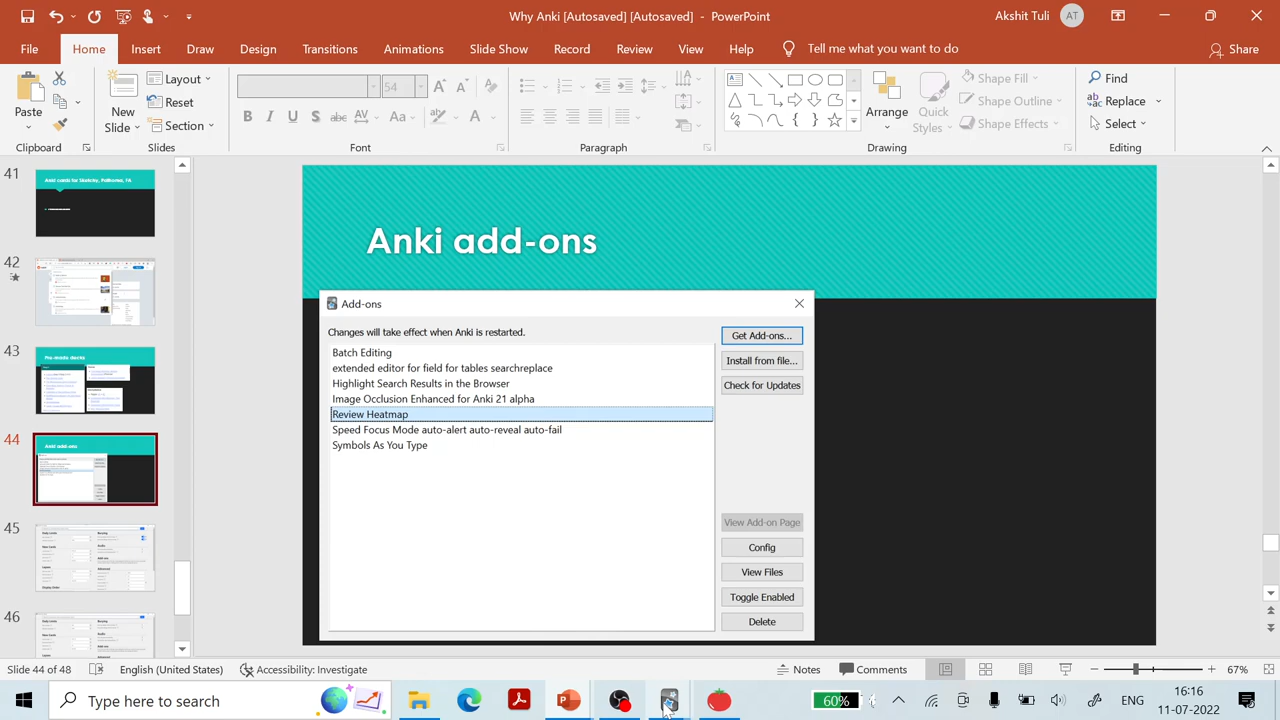 Why Anki [Autosaved] [Autosaved] - PowerPoint
Akshit Tuli
AT
File
Home
Insert
Draw
Design
Transitions
Animations
Slide Show
Record
Review
View
Help
Tell me what you want to do
Share
Paste
Clipboard
New
Slide
Layout
Reset
Section
Slides
Font
Paragraph
Arrange
Quick
Styles
Shape Fill
Shape Outline
Shape Effects
Drawing
Find
Replace
Select
Editing
41
42
43
Pre-made decks
44
Anki add-ons
45
46
Anki add-ons
Add-ons
Changes will take effect when Anki is restarted.
Batch Editing
extended editor for field for tables searchreplace
Highlight Search Results in the Browser
Image Occlusion Enhanced for Anki 21 alpha
Review Heatmap
Speed Focus Mode auto-alert auto-reveal auto-fail
Symbols As You Type
Get Add-ons...
Install from file...
Check for Updates
View Add-on Page
Config
View Files
Toggle Enabled
Delete
Slide 44 of 48
English (United States)
Accessibility: Investigate
Notes
Comments
67%
Type here to search
60%
ENG
16:16
11-07-2022